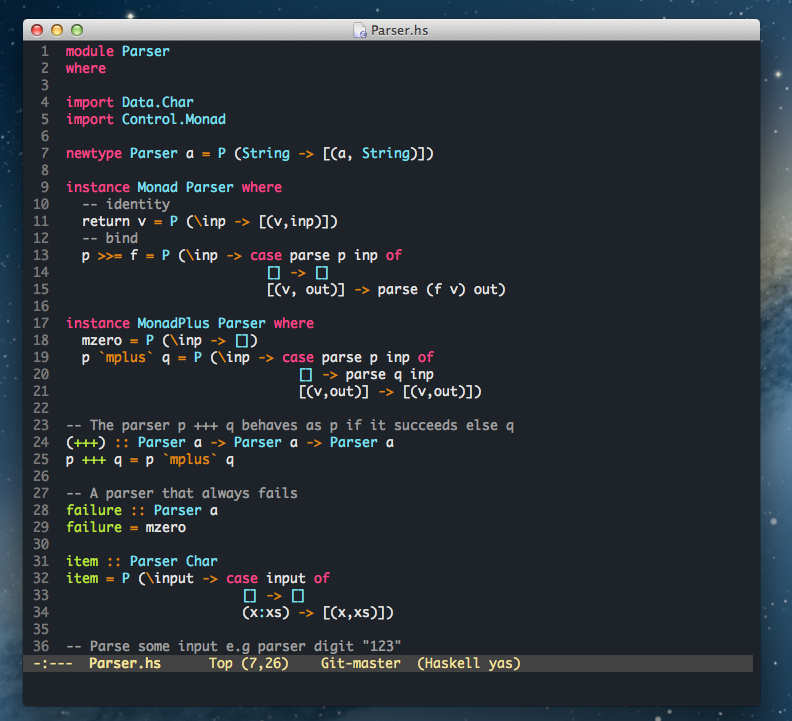 Parser.hs
1 module Parser
2 where
3
4 import Data.Char
5 import Control.Monad
6
7 newtype Parser a = P (String -> [(a, String)])
8
9 instance Monad Parser where
10   -- identity
11   return v = P (\inp -> [(v,inp)])
12   -- bind
13   p >>= f = P (\inp -> case parse p inp of
14                          [] -> []
15                          [(v, out)] -> parse (f v) out)
16
17 instance MonadPlus Parser where
18   mzero = P (\inp -> [])
19   p `mplus` q = P (\inp -> case parse p inp of
20                              [] -> parse q inp
21                              [(v,out)] -> [(v,out)])
22
23 -- The parser p +++ q behaves as p if it succeeds else q
24 (+++) :: Parser a -> Parser a -> Parser a
25 p +++ q = p `mplus` q
26
27 -- A parser that always fails
28 failure :: Parser a
29 failure = mzero
30
31 item :: Parser Char
32 item = P (\input -> case input of
33                       [] -> []
34                       (x:xs) -> [(x,xs)])
35
36 -- Parse some input e.g parser digit "123"
-:---  Parser.hs      Top (7,26)    Git-master  (Haskell yas)